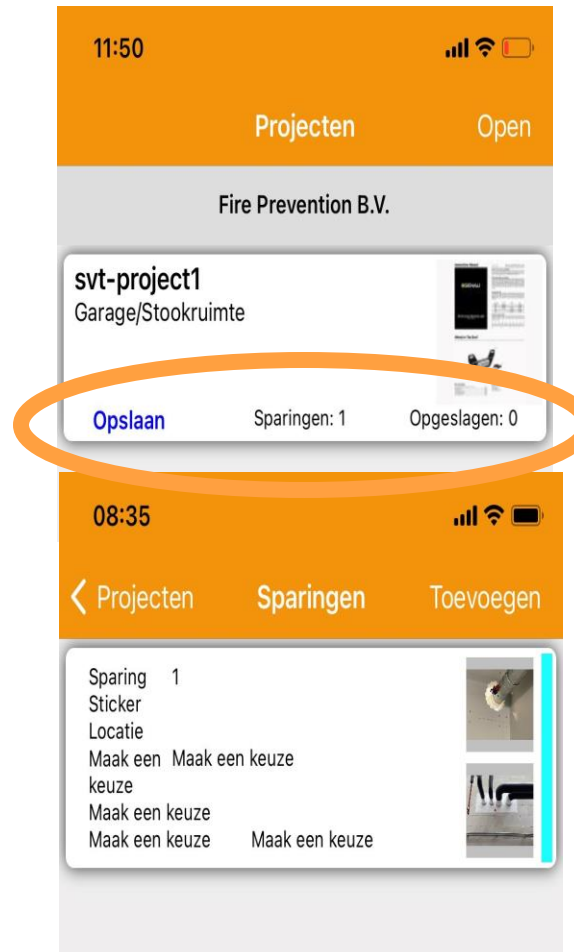 11:50
Projecten Open
Fire Prevention B.V.
svt-project1
Garage/Stookruimte
Opslaan Sparingen: 1 Opgeslagen: 0
08:35
Projecten Sparingen Toevoegen
Sparing 1
Sticker
Locatie
Maak een Maak een keuze
keuze
Maak een keuze
Maak een keuze Maak een keuze